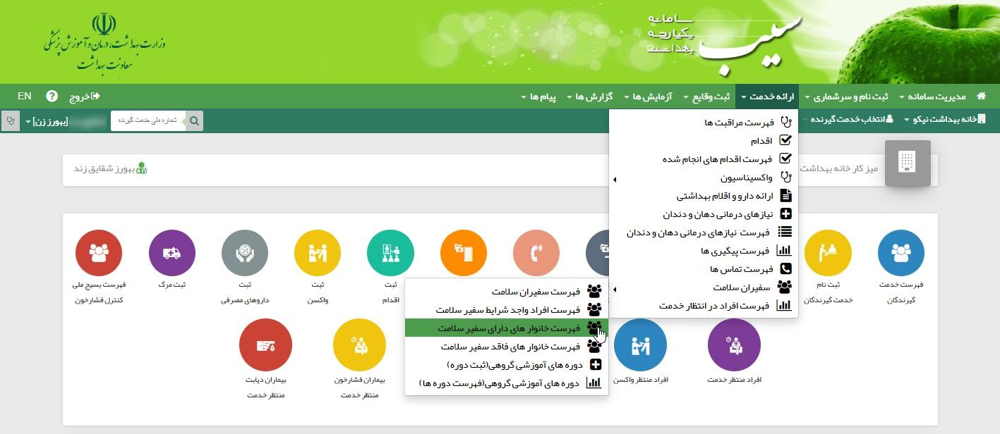 سامانه
یکپارچه
بهداشت
سیب
وزارت بهداشت، درمان و آموزش پزشکی
معاونت بهداشت
مدیریت سامانه
ثبت نام و سرشماری
ارائه خدمت
ثبت وقایع
آزمایش ها
گزارش ها
پیام ها
خروج
?
EN
خانه بهداشت نیکو
انتخاب خدمت گیرنده
شماره ملی خدمت گیرنده
[بهورز زن]
میز کار خانه بهداشت
بهورز شقایق زند
فهرست مراقبت ها
اقدام
فهرست اقدام های انجام شده
واکسیناسیون
ارائه دارو و اقلام بهداشتی
نیازهای درمانی دهان و دندان
فهرست نیازهای درمانی دهان و دندان
فهرست پیگیری ها
فهرست تماس ها
سفیران سلامت
فهرست افراد در انتظار خدمت
فهرست سفیران سلامت
فهرست افراد واجد شرایط سفیر سلامت
فهرست خانوار های دارای سفیر سلامت
فهرست خانوار های فاقد سفیر سلامت
دوره های آموزشی گروهی(ثبت دوره)
دوره های آموزشی گروهی(فهرست دوره ها)
فهرست خدمت
گیرندگان
ثبت نام
خدمت گیرندگان
ثبت
اقدام
ثبت
واکسن
ثبت
داروهای مصرفی
ثبت مرگ
فهرست بسیج ملی
کنترل فشارخون
افراد منتظر خدمت
افراد منتظر واکسن
بیماران فشارخون
منتظر خدمت
بیماران دیابت
منتظر خدمت